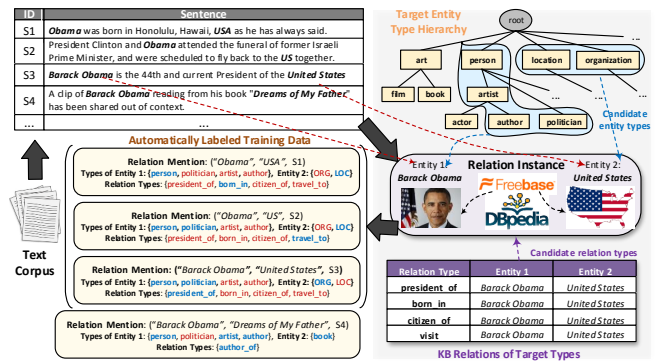 ID Sentence
S1 Obama was born in Honolulu, Hawaii, USA as he has always said.
S2 President Clinton and Obama attended the funeral of former Israeli
Prime Minister, and were scheduled to fly back to the US together.
S3 Barack Obama is the 44th and current President of the United States
S4 A clip of Barack Obama reading from his book "Dreams of My Father"
has been shared out of context.
... ...
Target Entity
Type Hierarchy
root
...
art person location organization
film book artist ... ... ...
actor author politician
Candidate
entity types
Text
Corpus
Automatically Labeled Training Data
Relation Mention: ("Obama", "USA", S1)
Types of Entity 1: {person, politician, artist, author}, Entity 2: {ORG, LOC}
Relation Types: {president_of, born_in, citizen_of, travel_to}
Relation Mention: ("Obama", "US", S2)
Types of Entity 1: {person, politician, artist, author}, Entity 2: {ORG, LOC}
Relation Types: {president_of, born_in, citizen_of, travel_to}
Relation Mention: ("Barack Obama", "United States", S3)
Types of Entity 1: {person, politician, artist, author}, Entity 2: {ORG, LOC}
Relation Types: {president_of, born_in, citizen_of, travel_to}
Relation Mention: ("Barack Obama", "Dreams of My Father", S4)
Types of Entity 1: {person, politician, artist, author}, Entity 2: {book}
Relation Types: {author_of}
Entity 1: Relation Instance Entity 2:
Barack Obama United States
Freebase
DBpedia
Candidate relation types
Relation Type Entity 1 Entity 2
president_of Barack Obama United States
born_in Barack Obama United States
citizen_of Barack Obama United States
visit Barack Obama United States
KB Relations of Target Types